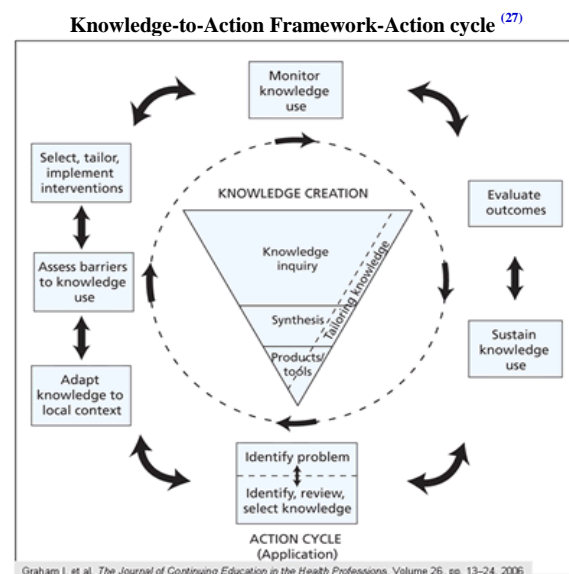 Knowledge-to-Action Framework-Action cycle (27)
Monitor
knowledge
use
Select, tailor,
implement
interventions
Evaluate
outcomes
KNOWLEDGE CREATION
Knowledge
inquiry
Tailoring knowledge
Assess barriers
to knowledge
use
Synthesis
Sustain
knowledge
use
Products/
tools
Adapt
knowledge to
local context
Identify problem
Identify, review,
select knowledge
ACTION CYCLE
(Application)
Graham I, et al. The Journal of Continuing Education in the Health Professions, Volume 26, pp. 13–24, 2006